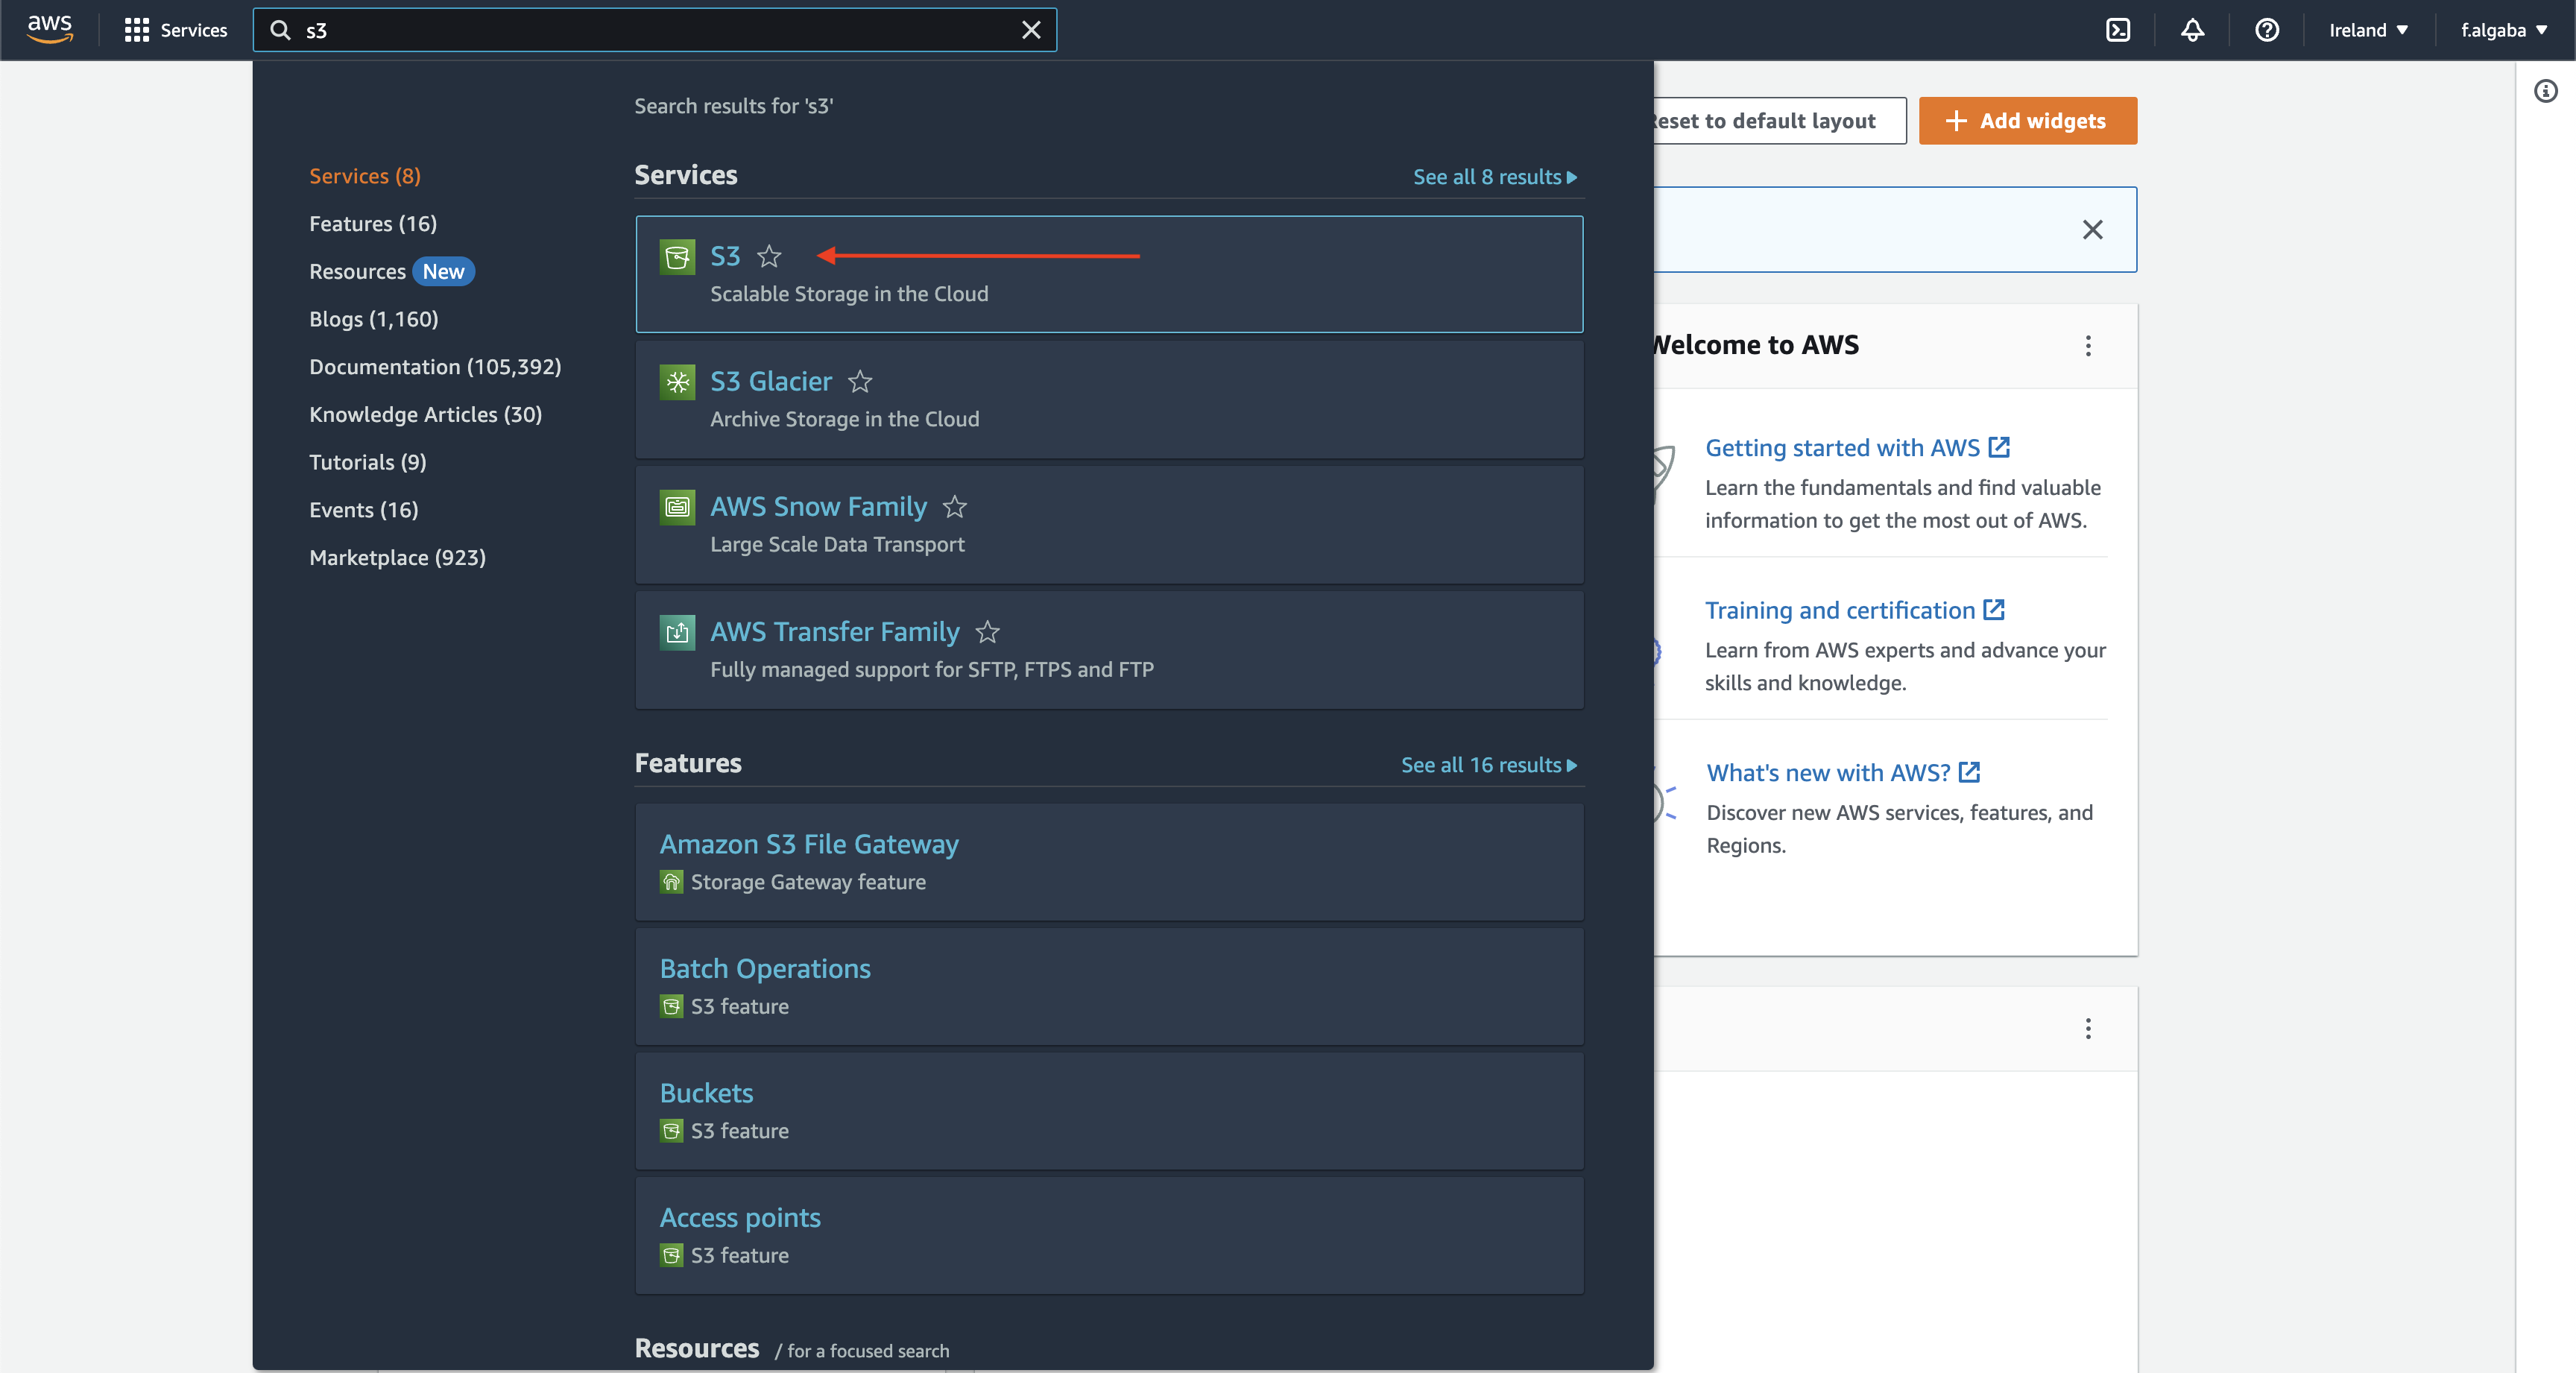 aws
Services
s3
Ireland
f.algaba
Search results for 's3'
Services (8)
Features (16)
Resources New
Blogs (1,160)
Documentation (105,392)
Knowledge Articles (30)
Tutorials (9)
Events (16)
Marketplace (923)
Services
See all 8 results
S3
Scalable Storage in the Cloud
S3 Glacier
Archive Storage in the Cloud
AWS Snow Family
Large Scale Data Transport
AWS Transfer Family
Fully managed support for SFTP, FTPS and FTP
Features
See all 16 results
Amazon S3 File Gateway
Storage Gateway feature
Batch Operations
S3 feature
Buckets
S3 feature
Access points
S3 feature
Resources / for a focused search
to default layout
Add widgets
Welcome to AWS
Getting started with AWS
Learn the fundamentals and find valuable
information to get the most out of AWS.
Training and certification
Learn from AWS experts and advance your
skills and knowledge.
What's new with AWS?
Discover new AWS services, features, and
Regions.